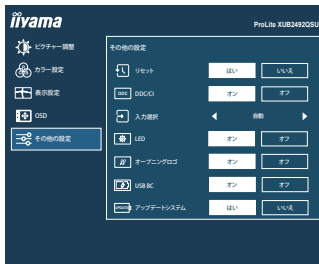 iiyama
ProLite XUB2492QSU
ピクチャー調整
カラー設定
表示設定
OSD
その他の設定
その他の設定
リセット はい いいえ
DDC DDC/CI オン オフ
入力選択 自動
LED オン オフ
オープニングロゴ オン オフ
USB BC オン オフ
UPDATE アップデートシステム はい いいえ